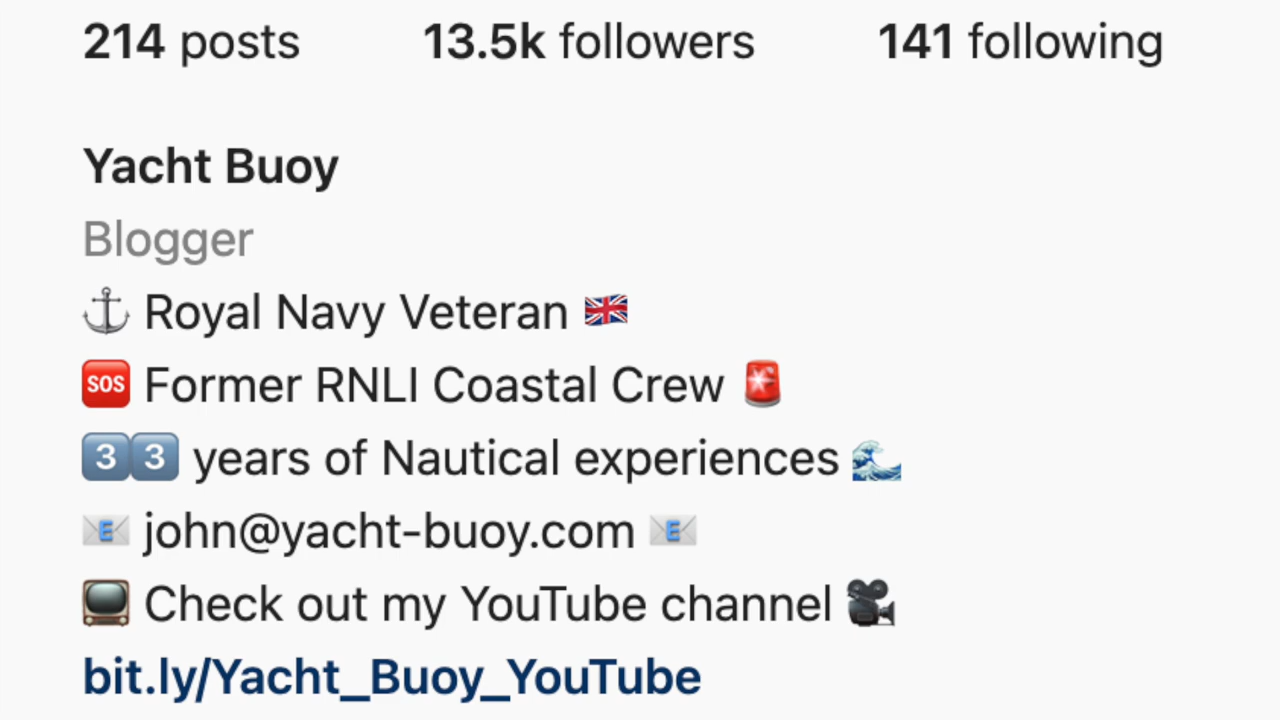 214 posts 13.5k followers 141 following
Yacht Buoy
Blogger
⚓ Royal Navy Veteran 🇬🇧
🆘 Former RNLI Coastal Crew 🚨
3️⃣3️⃣ years of Nautical experiences 🌊
📧 john@yacht-buoy.com 📧
📺 Check out my YouTube channel 🎥
bit.ly/Yacht_Buoy_YouTube